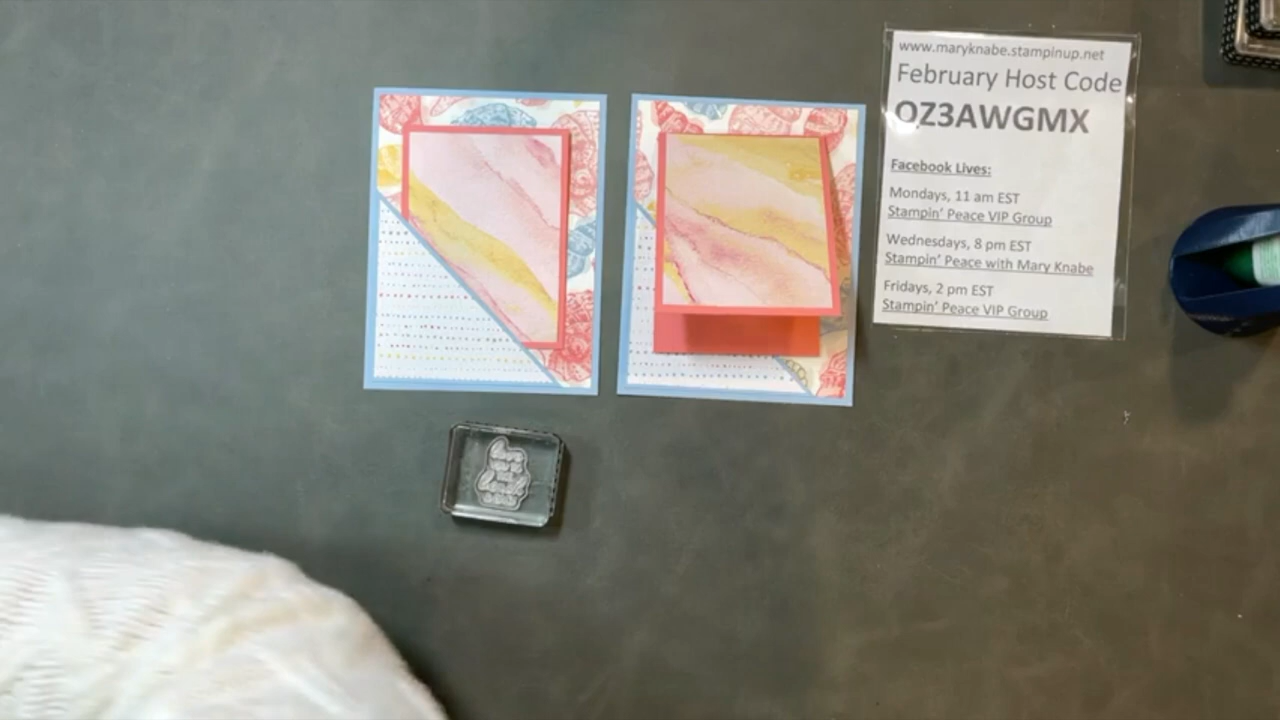 www.maryknabe.stampinup.net
February Host Code
QZ3AWGMX
Facebook Lives:
Mondays, 11 am EST
Stampin' Peace VIP Group
Wednesdays, 8 pm EST
Stampin' Peace with Mary Knabe
Fridays, 2 pm EST
Stampin' Peace VIP Group